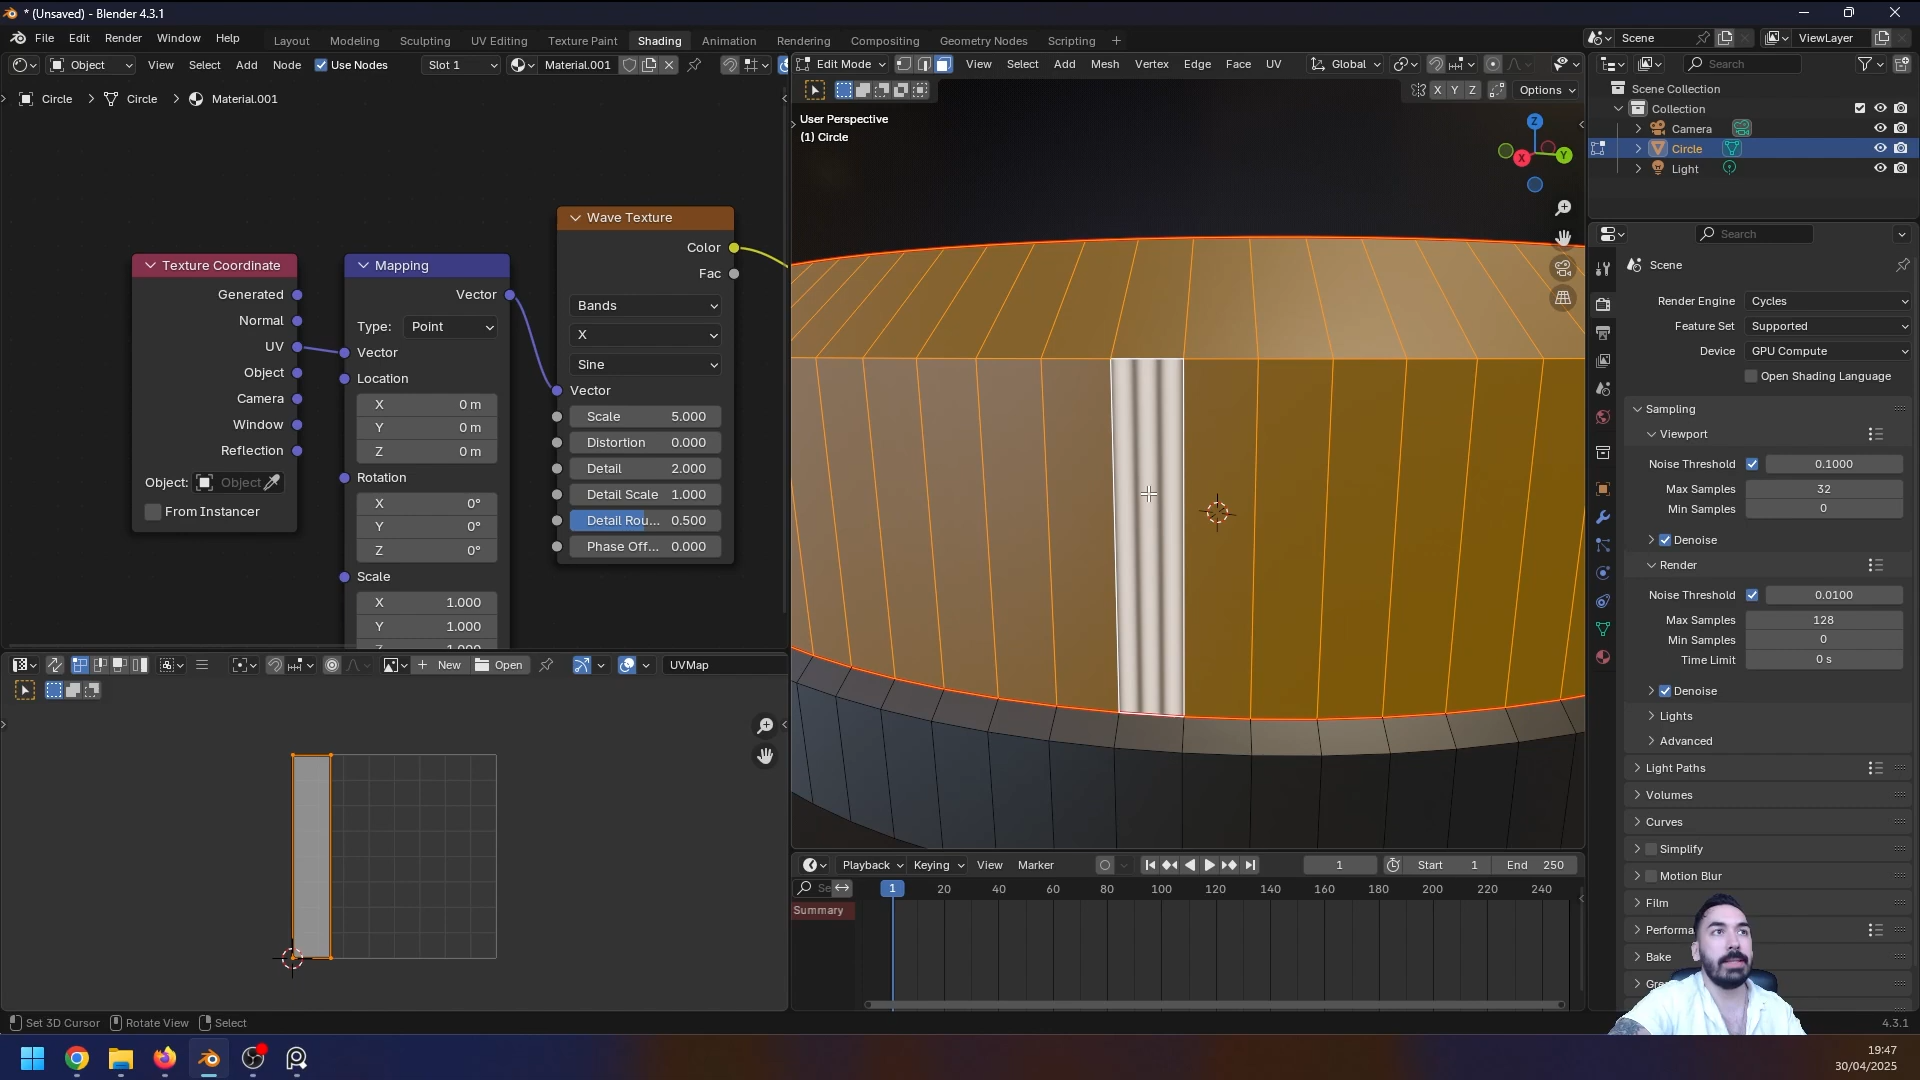 * (Unsaved) - Blender 4.3.1
File Edit Render Window Help
Layout Modeling Sculpting UV Editing Texture Paint Shading Animation Rendering Compositing Geometry Nodes Scripting +
Scene
ViewLayer
Object View Select Add Node Use Nodes Slot 1 Material.001
Circle > Circle > Material.001
Texture Coordinate
Generated
Normal
UV
Object
Camera
Window
Reflection
Object: Object
From Instancer
Mapping
Vector
Type: Point
Vector
Location
X 0 m
Y 0 m
Z 0 m
Rotation
X 0°
Y 0°
Z 0°
Scale
X 1.000
Y 1.000
Wave Texture
Color
Fac
Bands
X
Sine
Vector
Scale 5.000
Distortion 0.000
Detail 2.000
Detail Scale 1.000
Detail Rou... 0.500
Phase Off... 0.000
New Open UVMap
Edit Mode View Select Add Mesh Vertex Edge Face UV Global
X Y Z Options
User Perspective
(1) Circle
Z
X
Y
Playback Keying View Marker 1 Start 1 End 250
Se 1 20 40 60 80 100 120 140 160 180 200 220 240
Summary
Search
Scene Collection
Collection
Camera
Circle
Light
Search
Scene
Render Engine Cycles
Feature Set Supported
Device GPU Compute
Open Shading Language
Sampling
Viewport
Noise Threshold 0.1000
Max Samples 32
Min Samples 0
Denoise
Render
Noise Threshold 0.0100
Max Samples 128
Min Samples 0
Time Limit 0 s
Denoise
Lights
Advanced
Light Paths
Volumes
Curves
Simplify
Motion Blur
Film
Performa
Bake
Gre
Set 3D Cursor Rotate View Select
4.3.1
19:47
30/04/2025